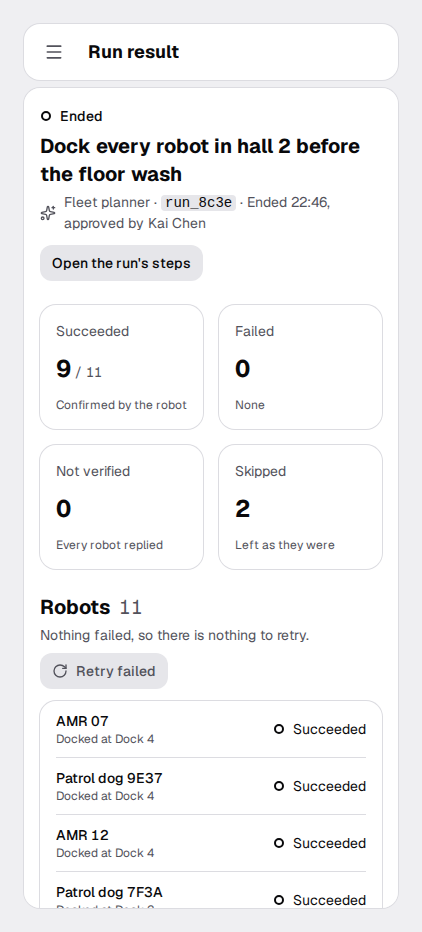 Run result
Ended
Dock every robot in hall 2 before
the floor wash
Fleet planner · run_8c3e · Ended 22:46,
approved by Kai Chen
Open the run's steps
Succeeded
9 / 11
Confirmed by the robot
Failed
0
None
Not verified
0
Every robot replied
Skipped
2
Left as they were
Robots 11
Nothing failed, so there is nothing to retry.
Retry failed
AMR 07
Docked at Dock 4
Succeeded
Patrol dog 9E37
Docked at Dock 4
Succeeded
AMR 12
Docked at Dock 4
Succeeded
Patrol dog 7F3A
Succeeded